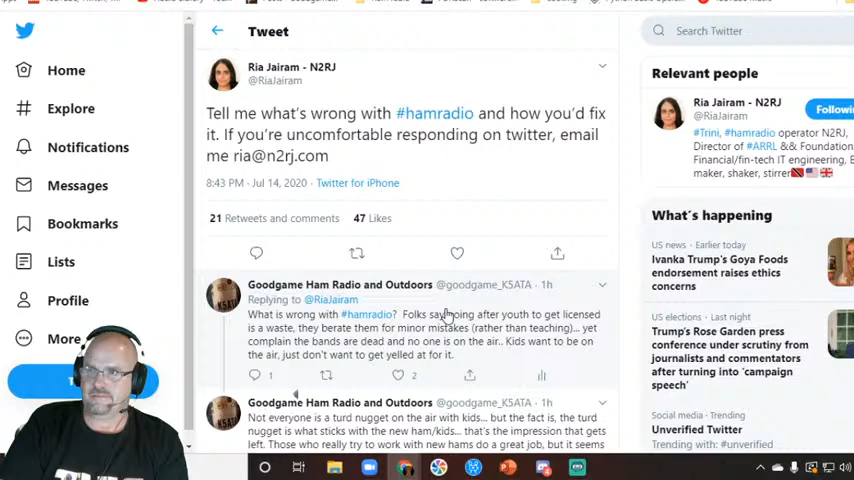 Tweet
Search Twitter
Home
Explore
Notifications
Messages
Bookmarks
Lists
Profile
More
Ria Jairam - N2RJ
@RiaJairam
Tell me what's wrong with #hamradio and how you'd fix
it. If you're uncomfortable responding on twitter, email
me ria@n2rj.com
8:43 PM · Jul 14, 2020 · Twitter for iPhone
21 Retweets and comments 47 Likes
Goodgame Ham Radio and Outdoors @goodgame_K5ATA · 1h
Replying to @RiaJairam
What is wrong with #hamradio? Folks say going after youth to get licensed
is a waste, they berate them for minor mistakes (rather than teaching)... yet
complain the bands are dead and no one is on the air.. Kids want to be on
the air, just don't want to get yelled at for it.
1 2
Goodgame Ham Radio and Outdoors @goodgame_K5ATA · 1h
Not everyone is a turd nugget on the air with kids... but the fact is, the turd
nugget is what sticks with the new ham/kids... that's the impression that gets
left. Those who really try to work with new hams do a great job, but it seems
Relevant people
Ria Jairam - N2RJ
@RiaJairam
Followin
#Trini, #hamradio operator N2RJ,
Director of #ARRL && Foundation
Financial/fin-tech IT engineering,
maker, shaker, stirrer
What's happening
US news · Earlier today
Ivanka Trump's Goya Foods
endorsement raises ethics
concerns
US elections · Last night
Trump's Rose Garden press
conference under scrutiny from
journalists and commentators
after turning into 'campaign
speech'
Social media · Trending
Unverified Twitter
Trending with: #unverified
K5ATA